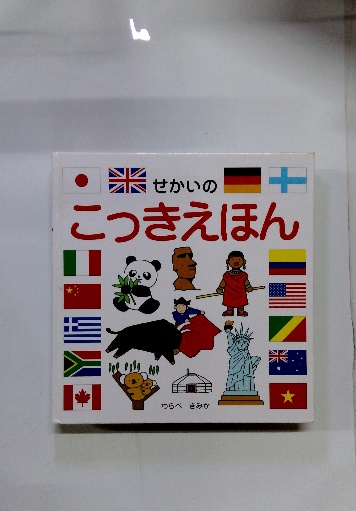 せかいの
こっきえほん
わらべ きみか